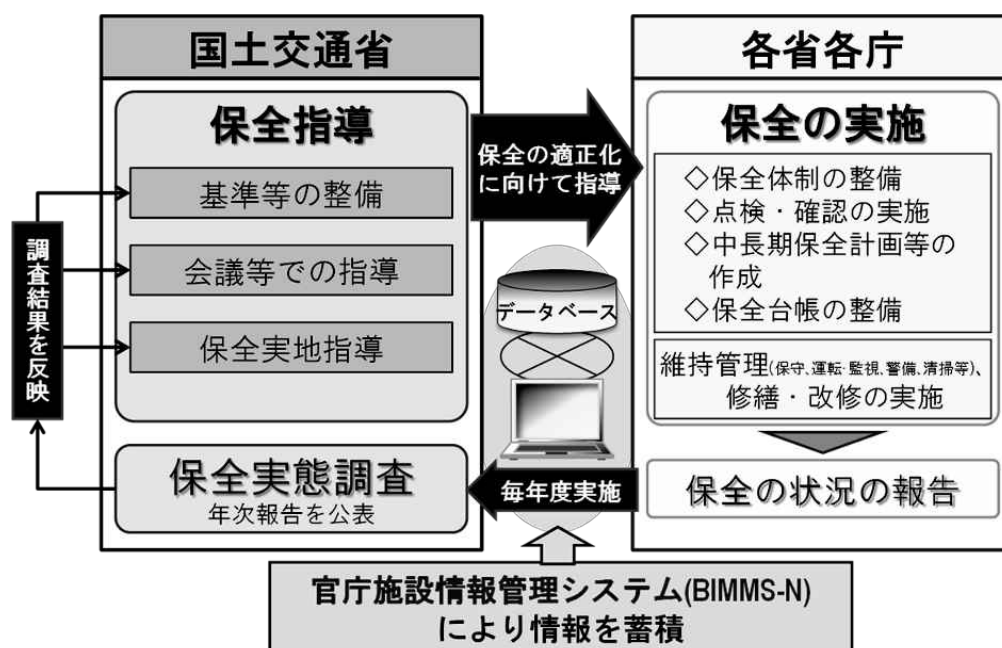 国土交通省
保全指導
基準等の整備
会議等での指導
保全実地指導
調査結果を反映
保全実態調査
年次報告を公表
保全の適正化
に向けて指導
データベース
毎年度実施
各省各庁
保全の実施
◇保全体制の整備
◇点検・確認の実施
◇中長期保全計画等の
作成
◇保全台帳の整備
維持管理(保守、運転・監視、警備、清掃等)、
修繕・改修の実施
保全の状況の報告
官庁施設情報管理システム(BIMMS-N)
により情報を蓄積